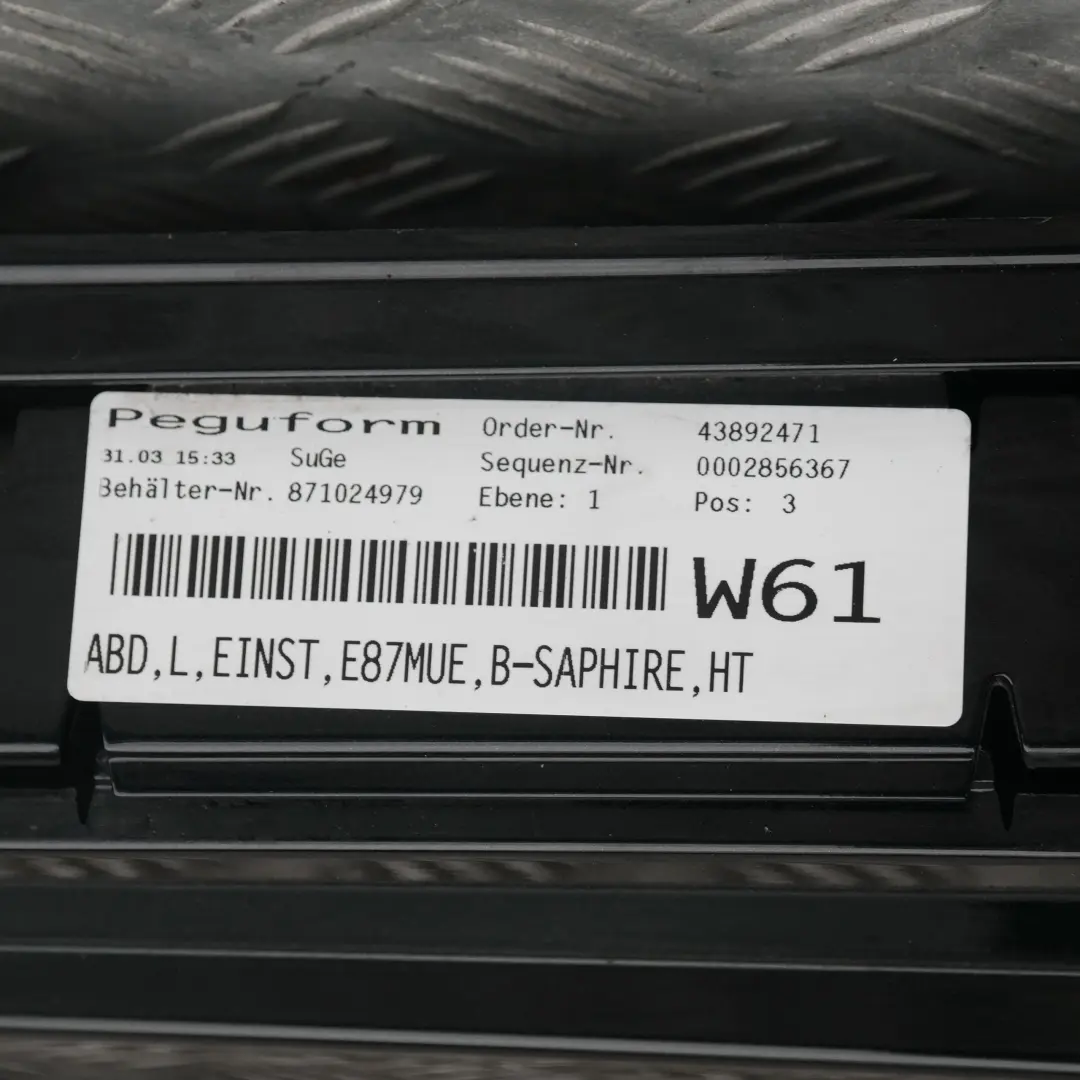 Peguform Order-Nr. 43892471
31.03 15:33 SuGe Sequenz-Nr. 0002856367
Behälter-Nr. 871024979 Ebene: 1 Pos: 3
W61
ABD,L,EINST,E87MUE,B-SAPHIRE,HT